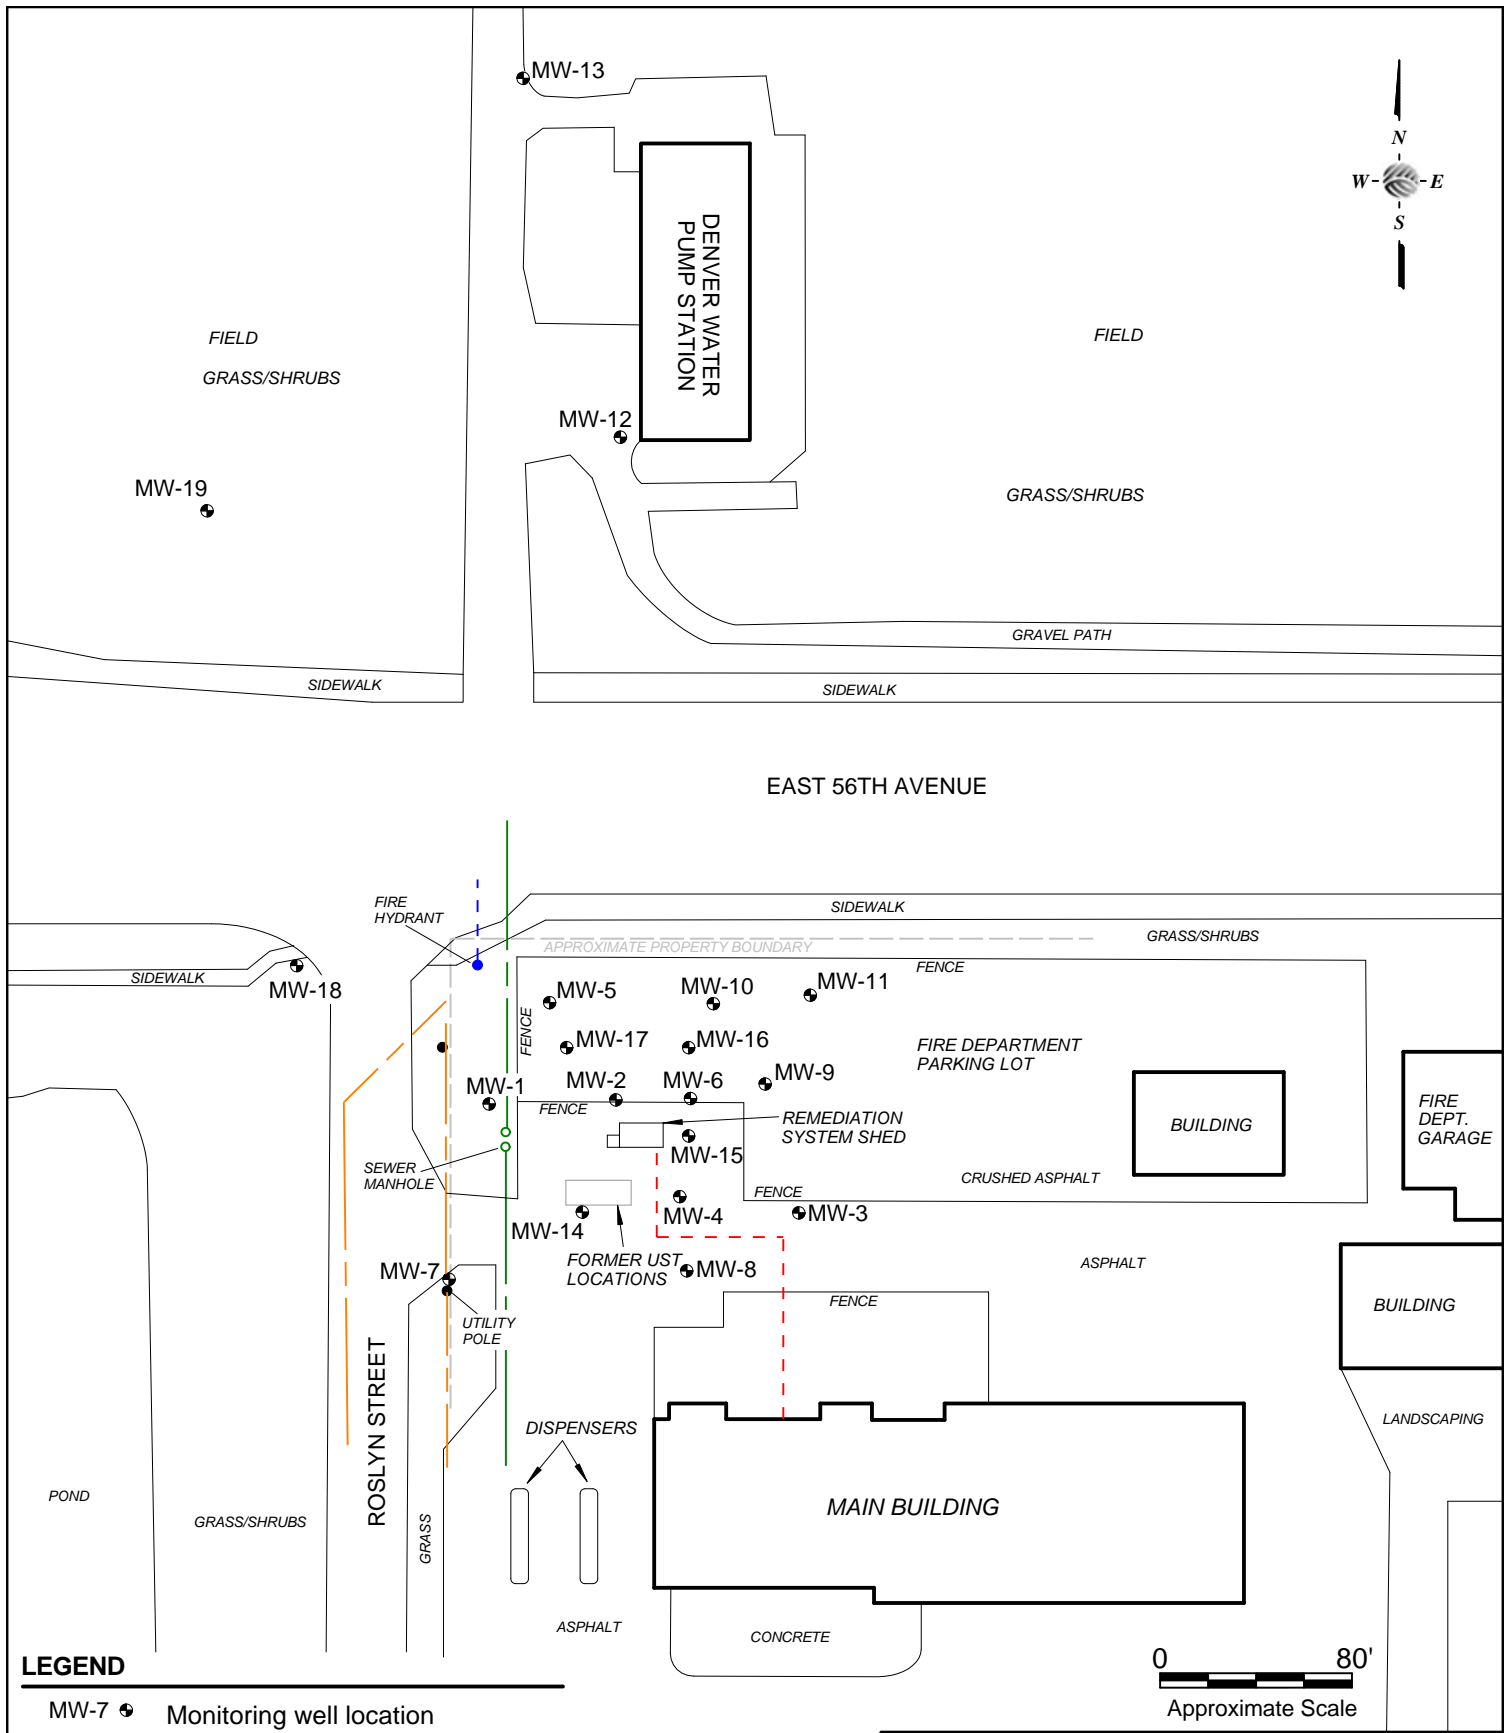 MW-13
N
W
E
S
DENVER WATER
PUMP STATION
FIELD
GRASS/SHRUBS
FIELD
MW-12
MW-19
GRASS/SHRUBS
GRAVEL PATH
SIDEWALK
SIDEWALK
EAST 56TH AVENUE
FIRE
HYDRANT
SIDEWALK
APPROXIMATE PROPERTY BOUNDARY
GRASS/SHRUBS
FENCE
SIDEWALK
MW-18
MW-5
MW-10
MW-11
FENCE
MW-17
MW-16
FIRE DEPARTMENT
PARKING LOT
MW-1
MW-2
MW-6
MW-9
FENCE
REMEDIATION
SYSTEM SHED
BUILDING
FIRE
DEPT.
GARAGE
MW-15
SEWER
MANHOLE
CRUSHED ASPHALT
FENCE
MW-14
MW-4
MW-3
FORMER UST
LOCATIONS
ASPHALT
MW-7
MW-8
FENCE
BUILDING
UTILITY
POLE
ROSLYN STREET
DISPENSERS
LANDSCAPING
POND
GRASS/SHRUBS
GRASS
MAIN BUILDING
ASPHALT
CONCRETE
0 80'
Approximate Scale
LEGEND
MW-7 Monitoring well location